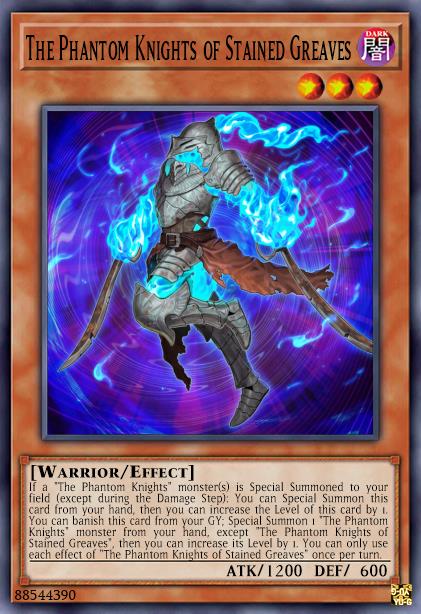 The Phantom Knights of Stained Greaves
DARK
闇
[Warrior/Effect]
If a "The Phantom Knights" monster(s) is Special Summoned to your
field (except during the Damage Step): You can Special Summon this
card from your hand, then you can increase the Level of this card by 1.
You can banish this card from your GY; Special Summon 1 "The Phantom
Knights" monster from your hand, except "The Phantom Knights of
Stained Greaves", then you can increase its Level by 1. You can only use
each effect of "The Phantom Knights of Stained Greaves" once per turn.
ATK/1200 DEF/ 600
88544390